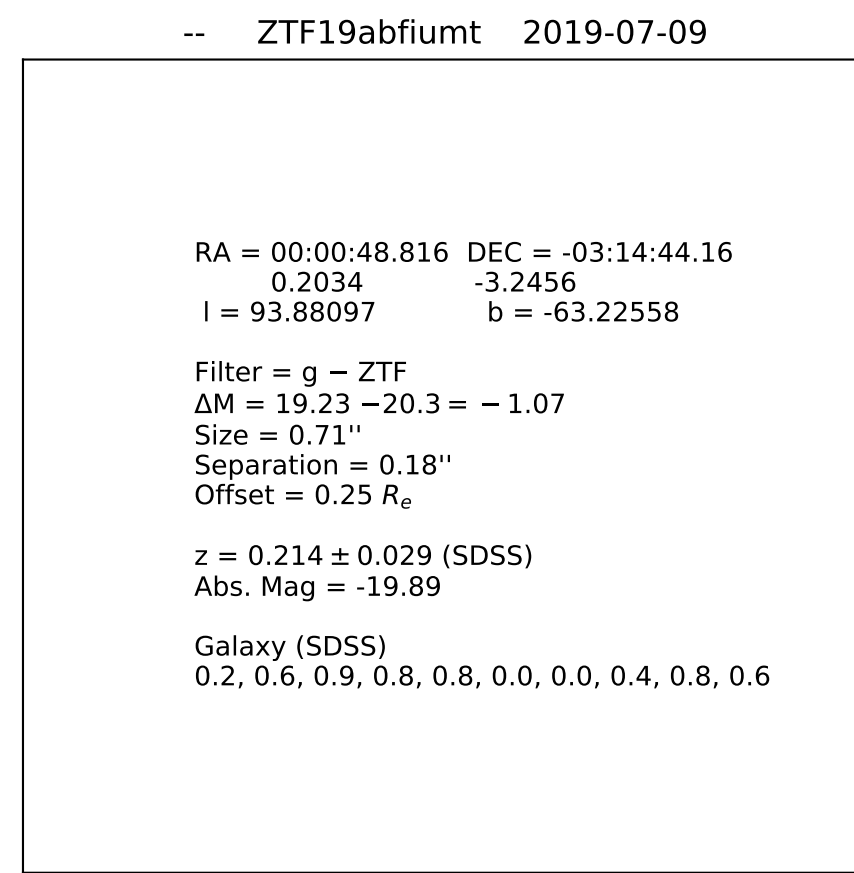 -- ZTF19abfiumt 2019-07-09
RA = 00:00:48.816 DEC = -03:14:44.16
0.2034 -3.2456
l = 93.88097 b = -63.22558
Filter = g − ZTF
ΔM = 19.23 −20.3 = − 1.07
Size = 0.71''
Separation = 0.18''
Offset = 0.25 Re
z = 0.214 ± 0.029 (SDSS)
Abs. Mag = -19.89
Galaxy (SDSS)
0.2, 0.6, 0.9, 0.8, 0.8, 0.0, 0.0, 0.4, 0.8, 0.6